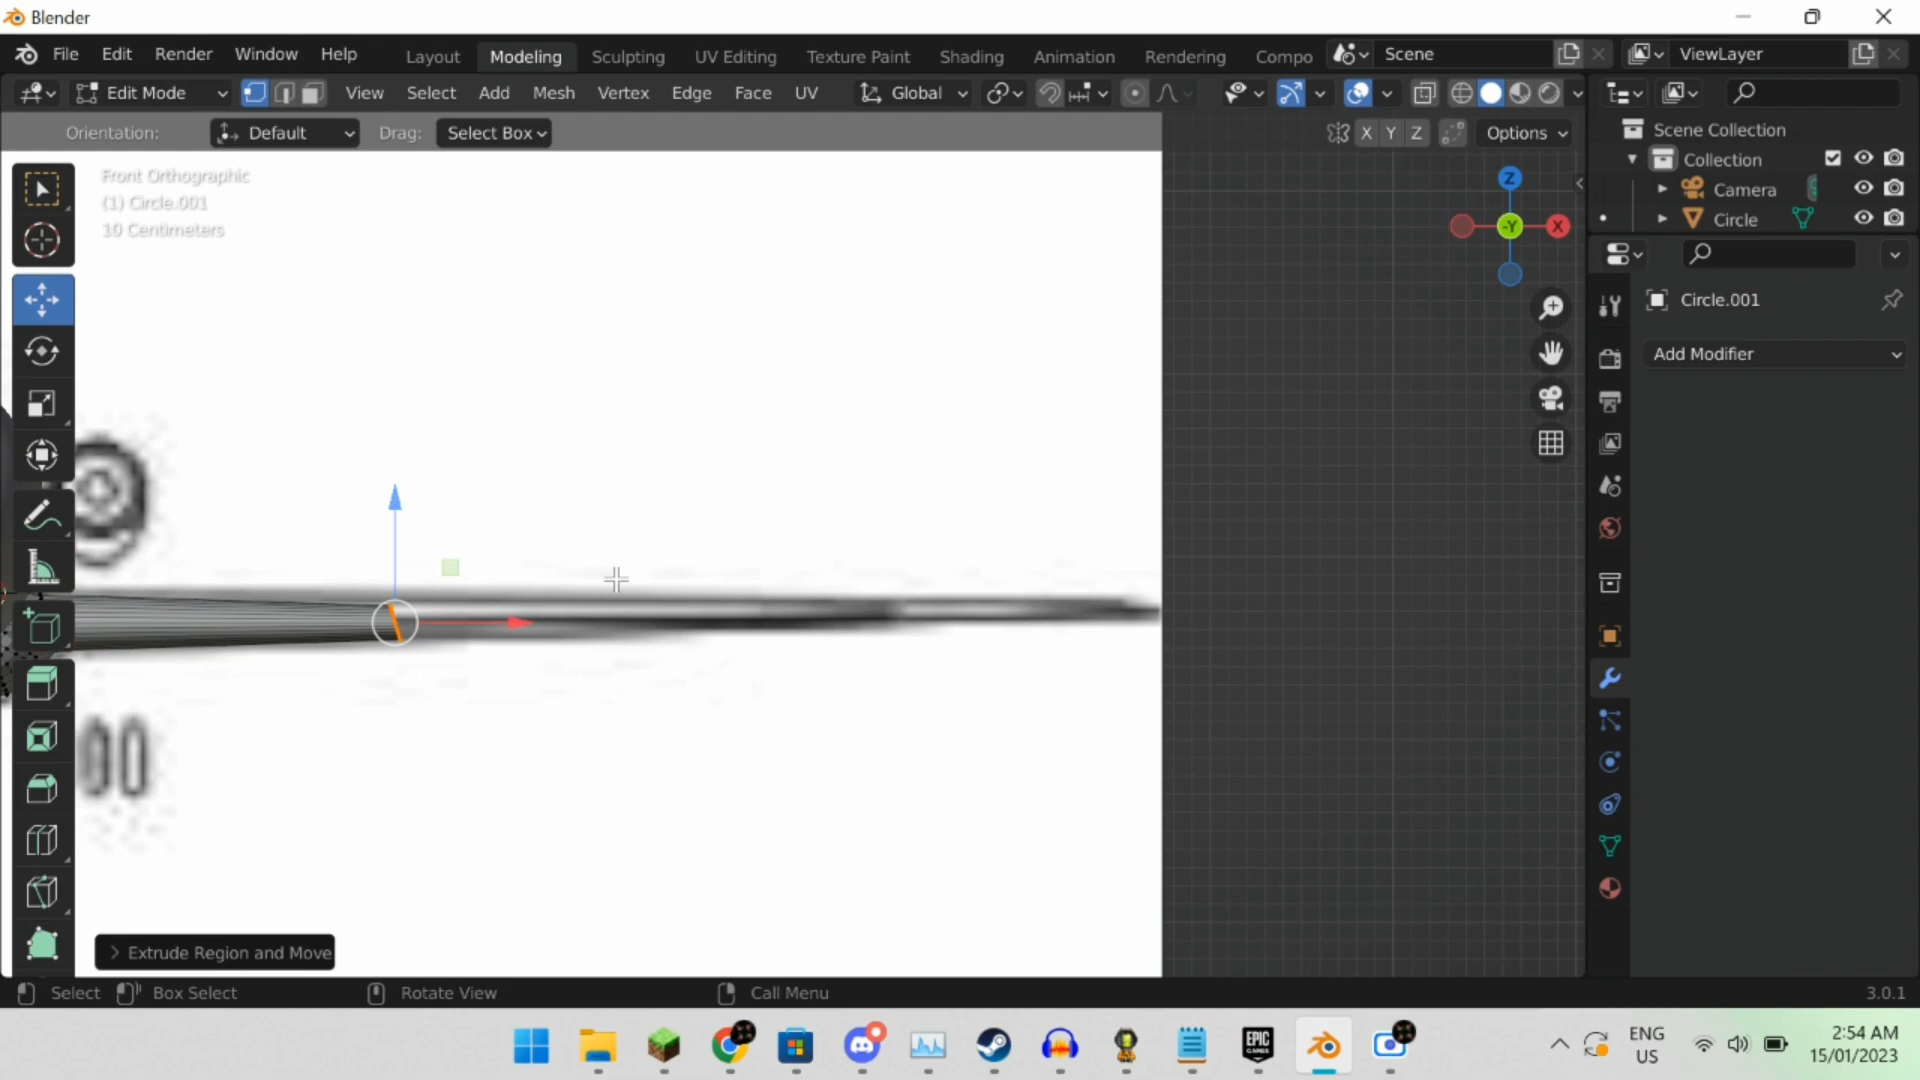 Blender
File Edit Render Window Help Layout Modeling Sculpting UV Editing Texture Paint Shading Animation Rendering Compo Scene ViewLayer
Edit Mode View Select Add Mesh Vertex Edge Face UV Global
Orientation: Default Drag: Select Box X Y Z Options
Scene Collection
Collection
Camera
Circle
Front Orthographic
(1) Circle.001
10 Centimeters
Z
-Y X
Circle.001
Add Modifier
Extrude Region and Move
Select Box Select Rotate View Call Menu 3.0.1
EPIC
GAMES
ENG
US
2:54 AM
15/01/2023